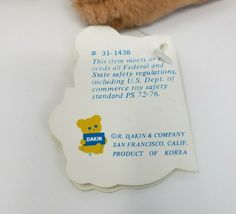 # 31-1438
This item meets or ex-
ceeds all Federal and
State safety regulations,
including U.S. Dept. of
commerce toy safety
standard PS 72-76.
DAKIN
©R. DAKIN & COMPANY
SAN FRANCISCO, CALIF.
PRODUCT OF KOREA